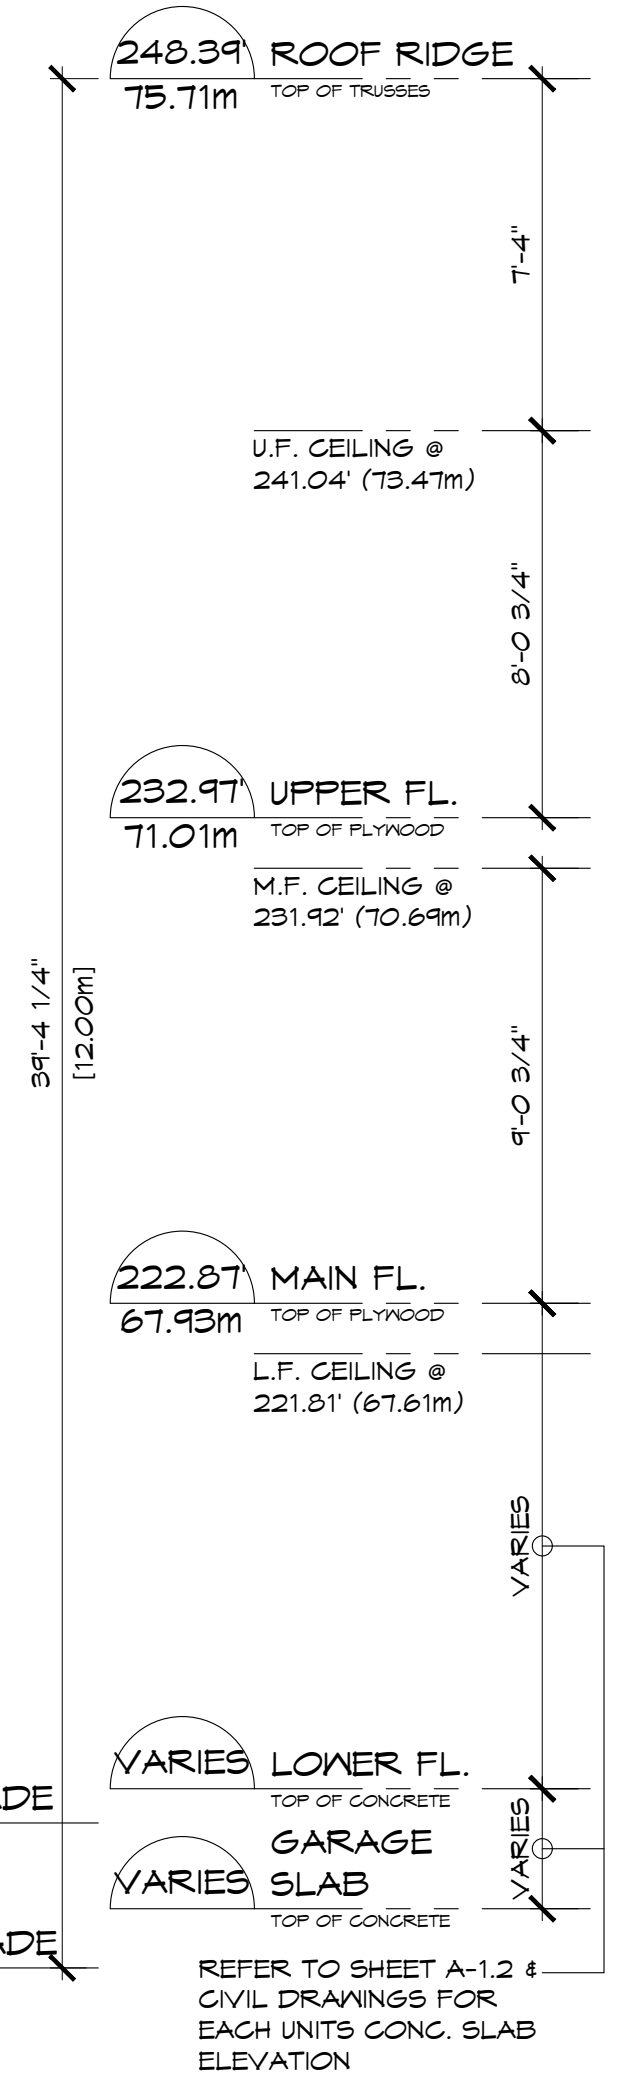 248.39' ROOF RIDGE
75.71m TOP OF TRUSSES
7'-4"
U.F. CEILING @
241.04' (73.47m)
8'-0 3/4"
232.97' UPPER FL.
71.01m TOP OF PLYWOOD
M.F. CEILING @
231.92' (70.69m)
39'-4 1/4"
[12.00m]
9'-0 3/4"
222.87' MAIN FL.
67.93m TOP OF PLYWOOD
L.F. CEILING @
221.81' (67.61m)
VARIES
VARIES LOWER FL.
TOP OF CONCRETE
ADE
VARIES
GARAGE
VARIES SLAB
TOP OF CONCRETE
ADE
REFER TO SHEET A-1.2 &
CIVIL DRAWINGS FOR
EACH UNITS CONC. SLAB
ELEVATION